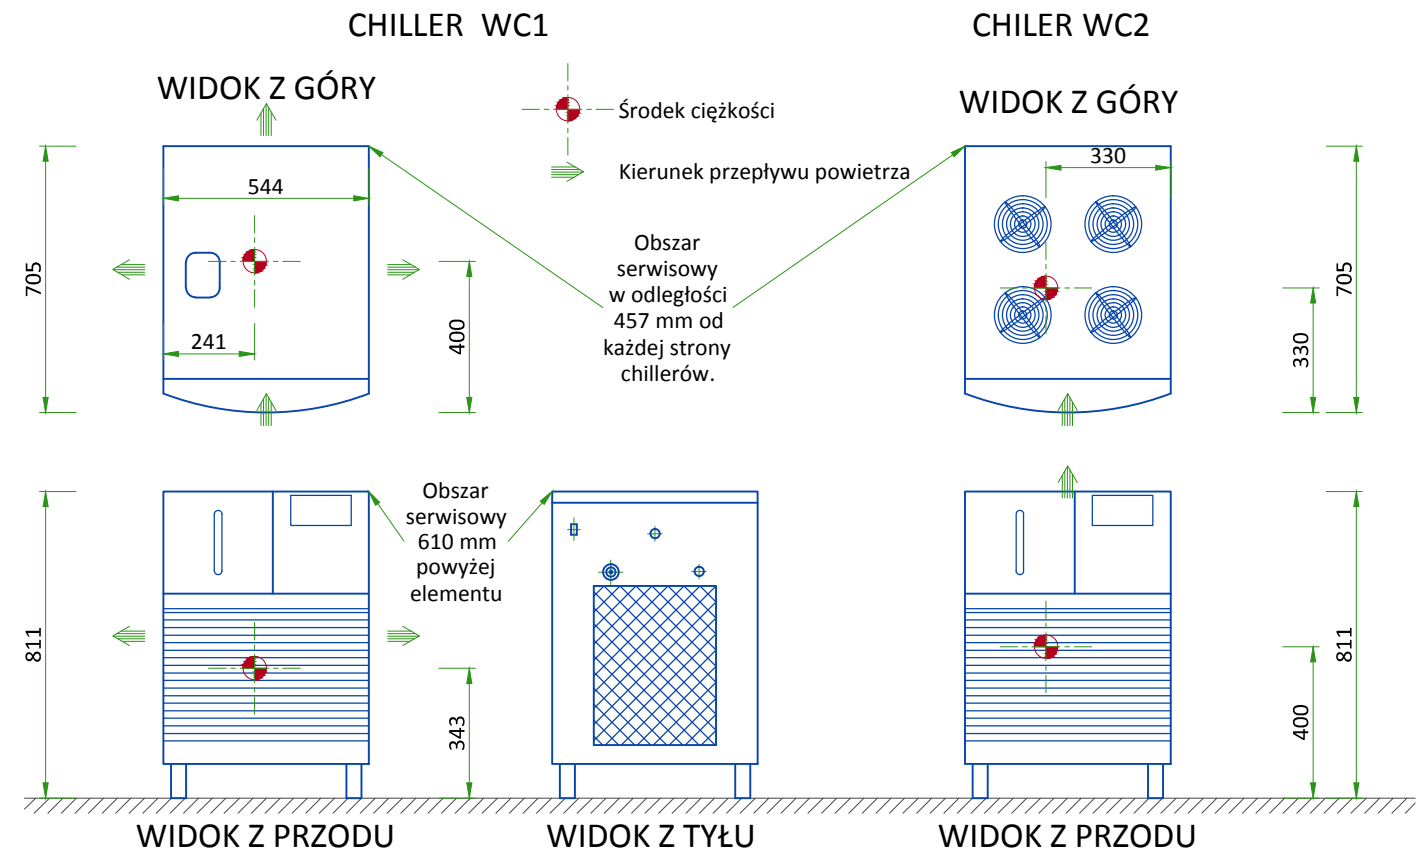 CHILLER WC1
CHILER WC2
WIDOK Z GÓRY
Środek ciężkości
WIDOK Z GÓRY
Kierunek przepływu powietrza
544
330
705
241
400
Obszar
serwisowy
w odległości
457 mm od
każdej strony
chillerów.
330
705
Obszar
serwisowy
610 mm
powyżej
elementu
811
343
400
811
WIDOK Z PRZODU
WIDOK Z TYŁU
WIDOK Z PRZODU